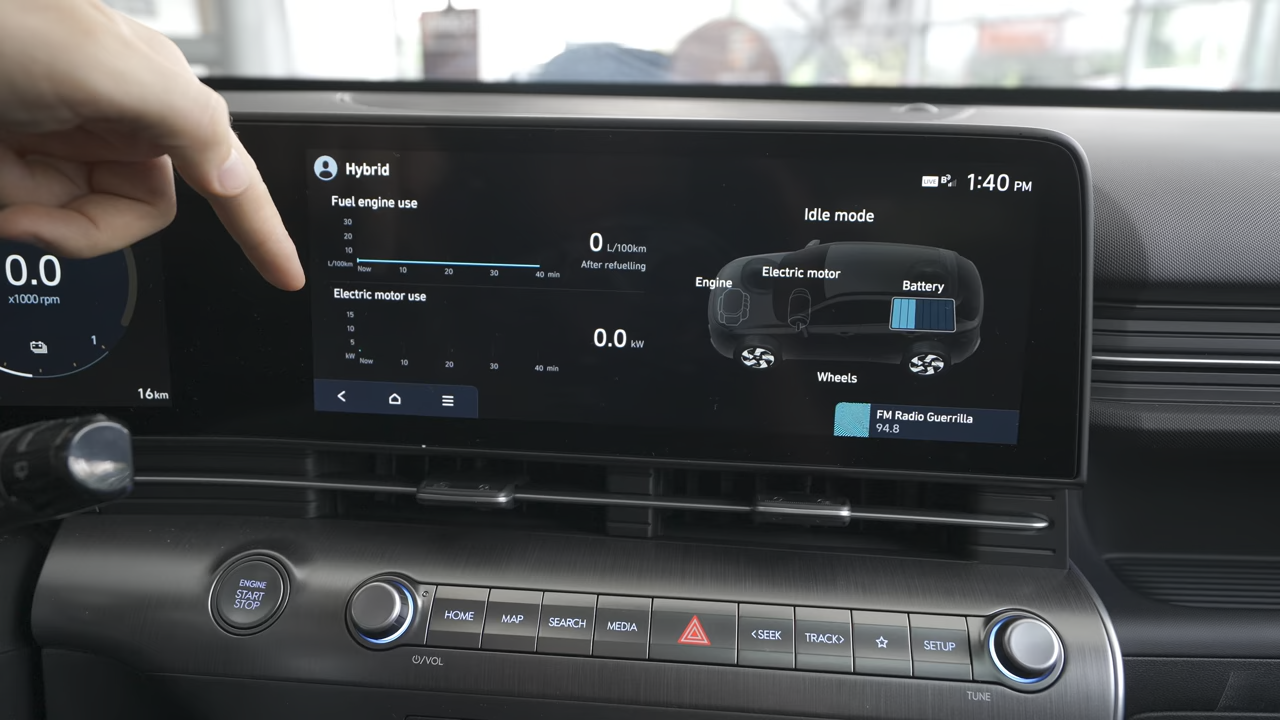 Hybrid
LIVE
1:40 PM
Fuel engine use
30
20
10
L/100km
Now 10 20 30 40 min
0 L/100km
After refuelling
Electric motor use
15
10
5
kW
Now 10 20 30 40 min
0.0 kW
Idle mode
Engine
Electric motor
Battery
Wheels
FM Radio Guerrilla
94.8
0.0
x1000 rpm
1
16km
ENGINE
START
STOP
VOL
HOME
MAP
SEARCH
MEDIA
<SEEK
TRACK>
SETUP
TUNE